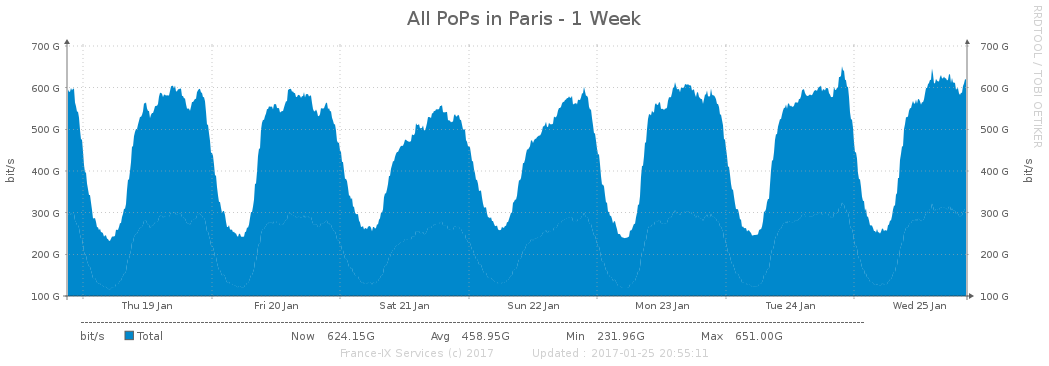 All PoPs in Paris - 1 Week
RRDTOOL / TOBI OETIKER
700 G 700 G
600 G 600 G
500 G 500 G
400 G 400 G
300 G 300 G
200 G 200 G
100 G 100 G
bit/s bit/s
Thu 19 Jan Fri 20 Jan Sat 21 Jan Sun 22 Jan Mon 23 Jan Tue 24 Jan Wed 25 Jan
bit/s Total Now 624.15G Avg 458.95G Min 231.96G Max 651.00G
France-IX Services (c) 2017 Updated : 2017-01-25 20:55:11